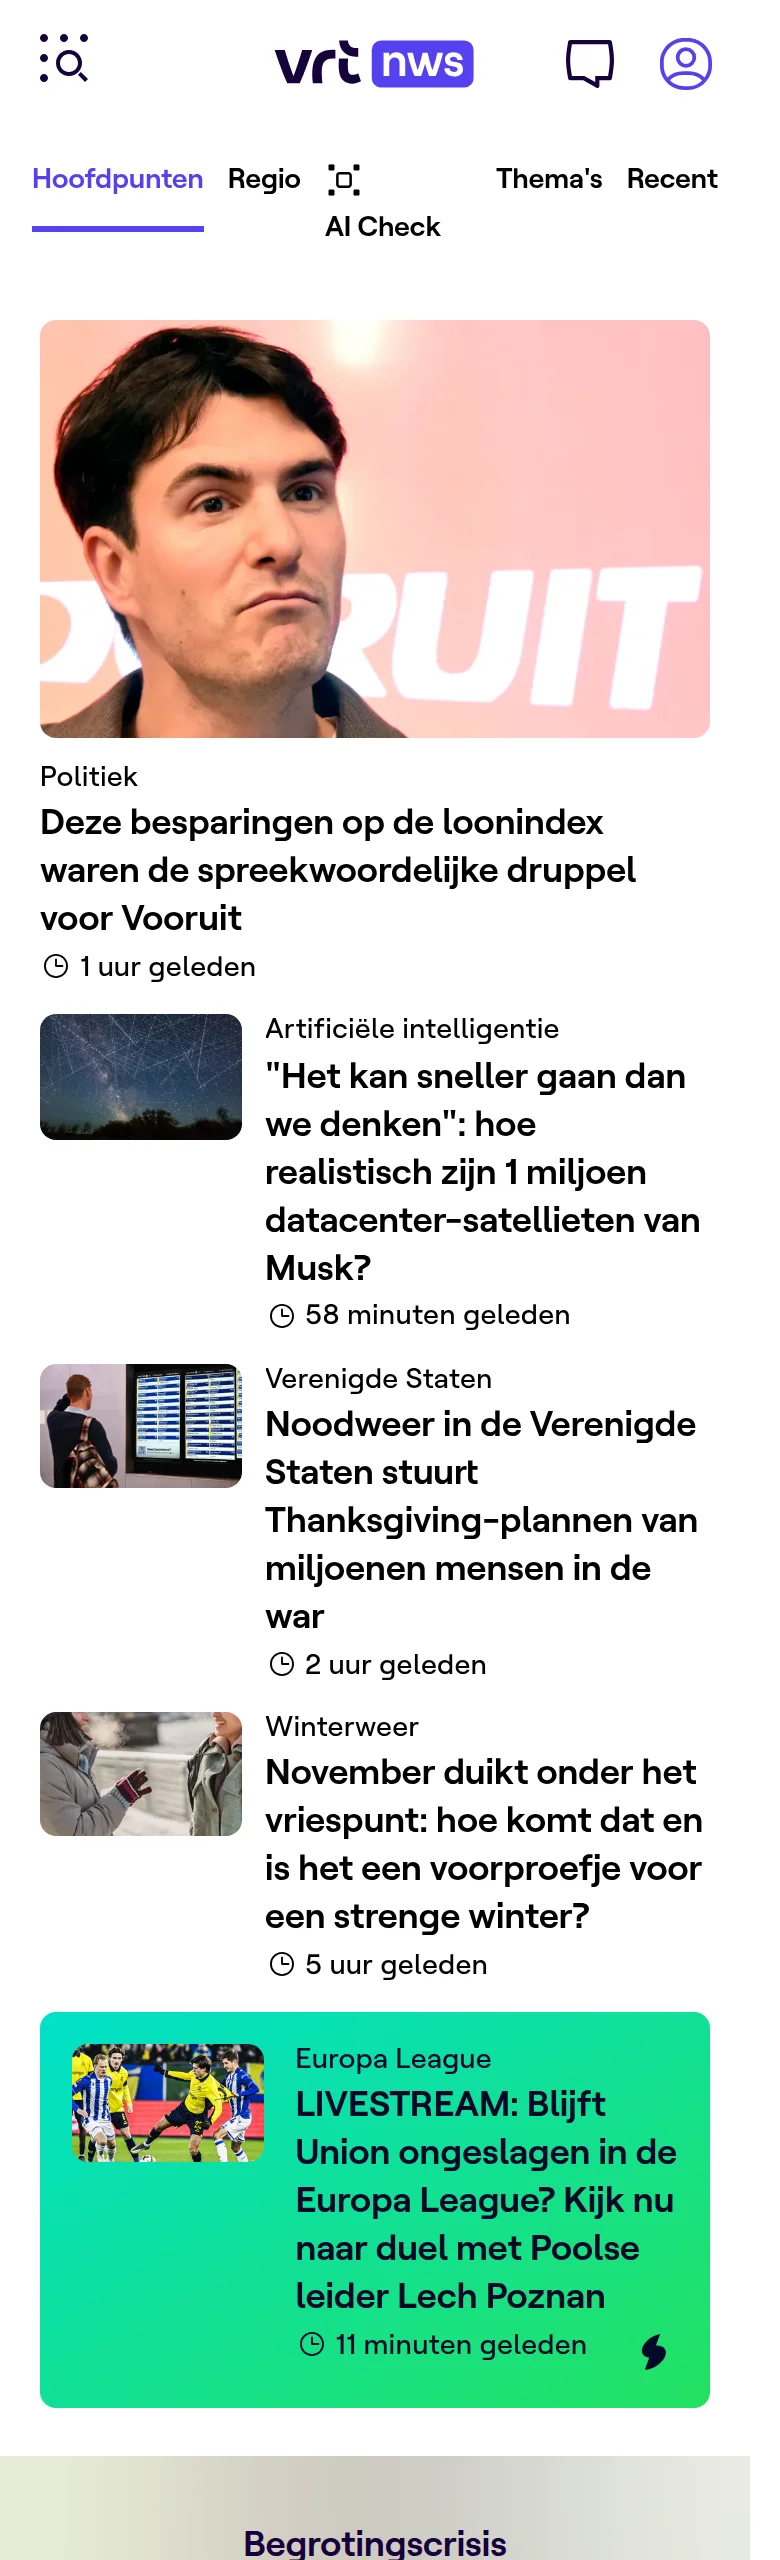 vrt nws
Hoofdpunten Regio AI Check Thema's Recent
OORUIT
Politiek
Deze besparingen op de loonindex
waren de spreekwoordelijke druppel
voor Vooruit
1 uur geleden
Artificiële intelligentie
"Het kan sneller gaan dan
we denken": hoe
realistisch zijn 1 miljoen
datacenter-satellieten van
Musk?
58 minuten geleden
Verenigde Staten
Noodweer in de Verenigde
Staten stuurt
Thanksgiving-plannen van
miljoenen mensen in de
war
2 uur geleden
Winterweer
November duikt onder het
vriespunt: hoe komt dat en
is het een voorproefje voor
een strenge winter?
5 uur geleden
Europa League
LIVESTREAM: Blijft
Union ongeslagen in de
Europa League? Kijk nu
naar duel met Poolse
leider Lech Poznan
11 minuten geleden
Begrotingscrisis